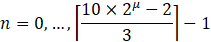 n = 0, …, ⌈(10 × 2^μ − 2)/3⌉ − 1